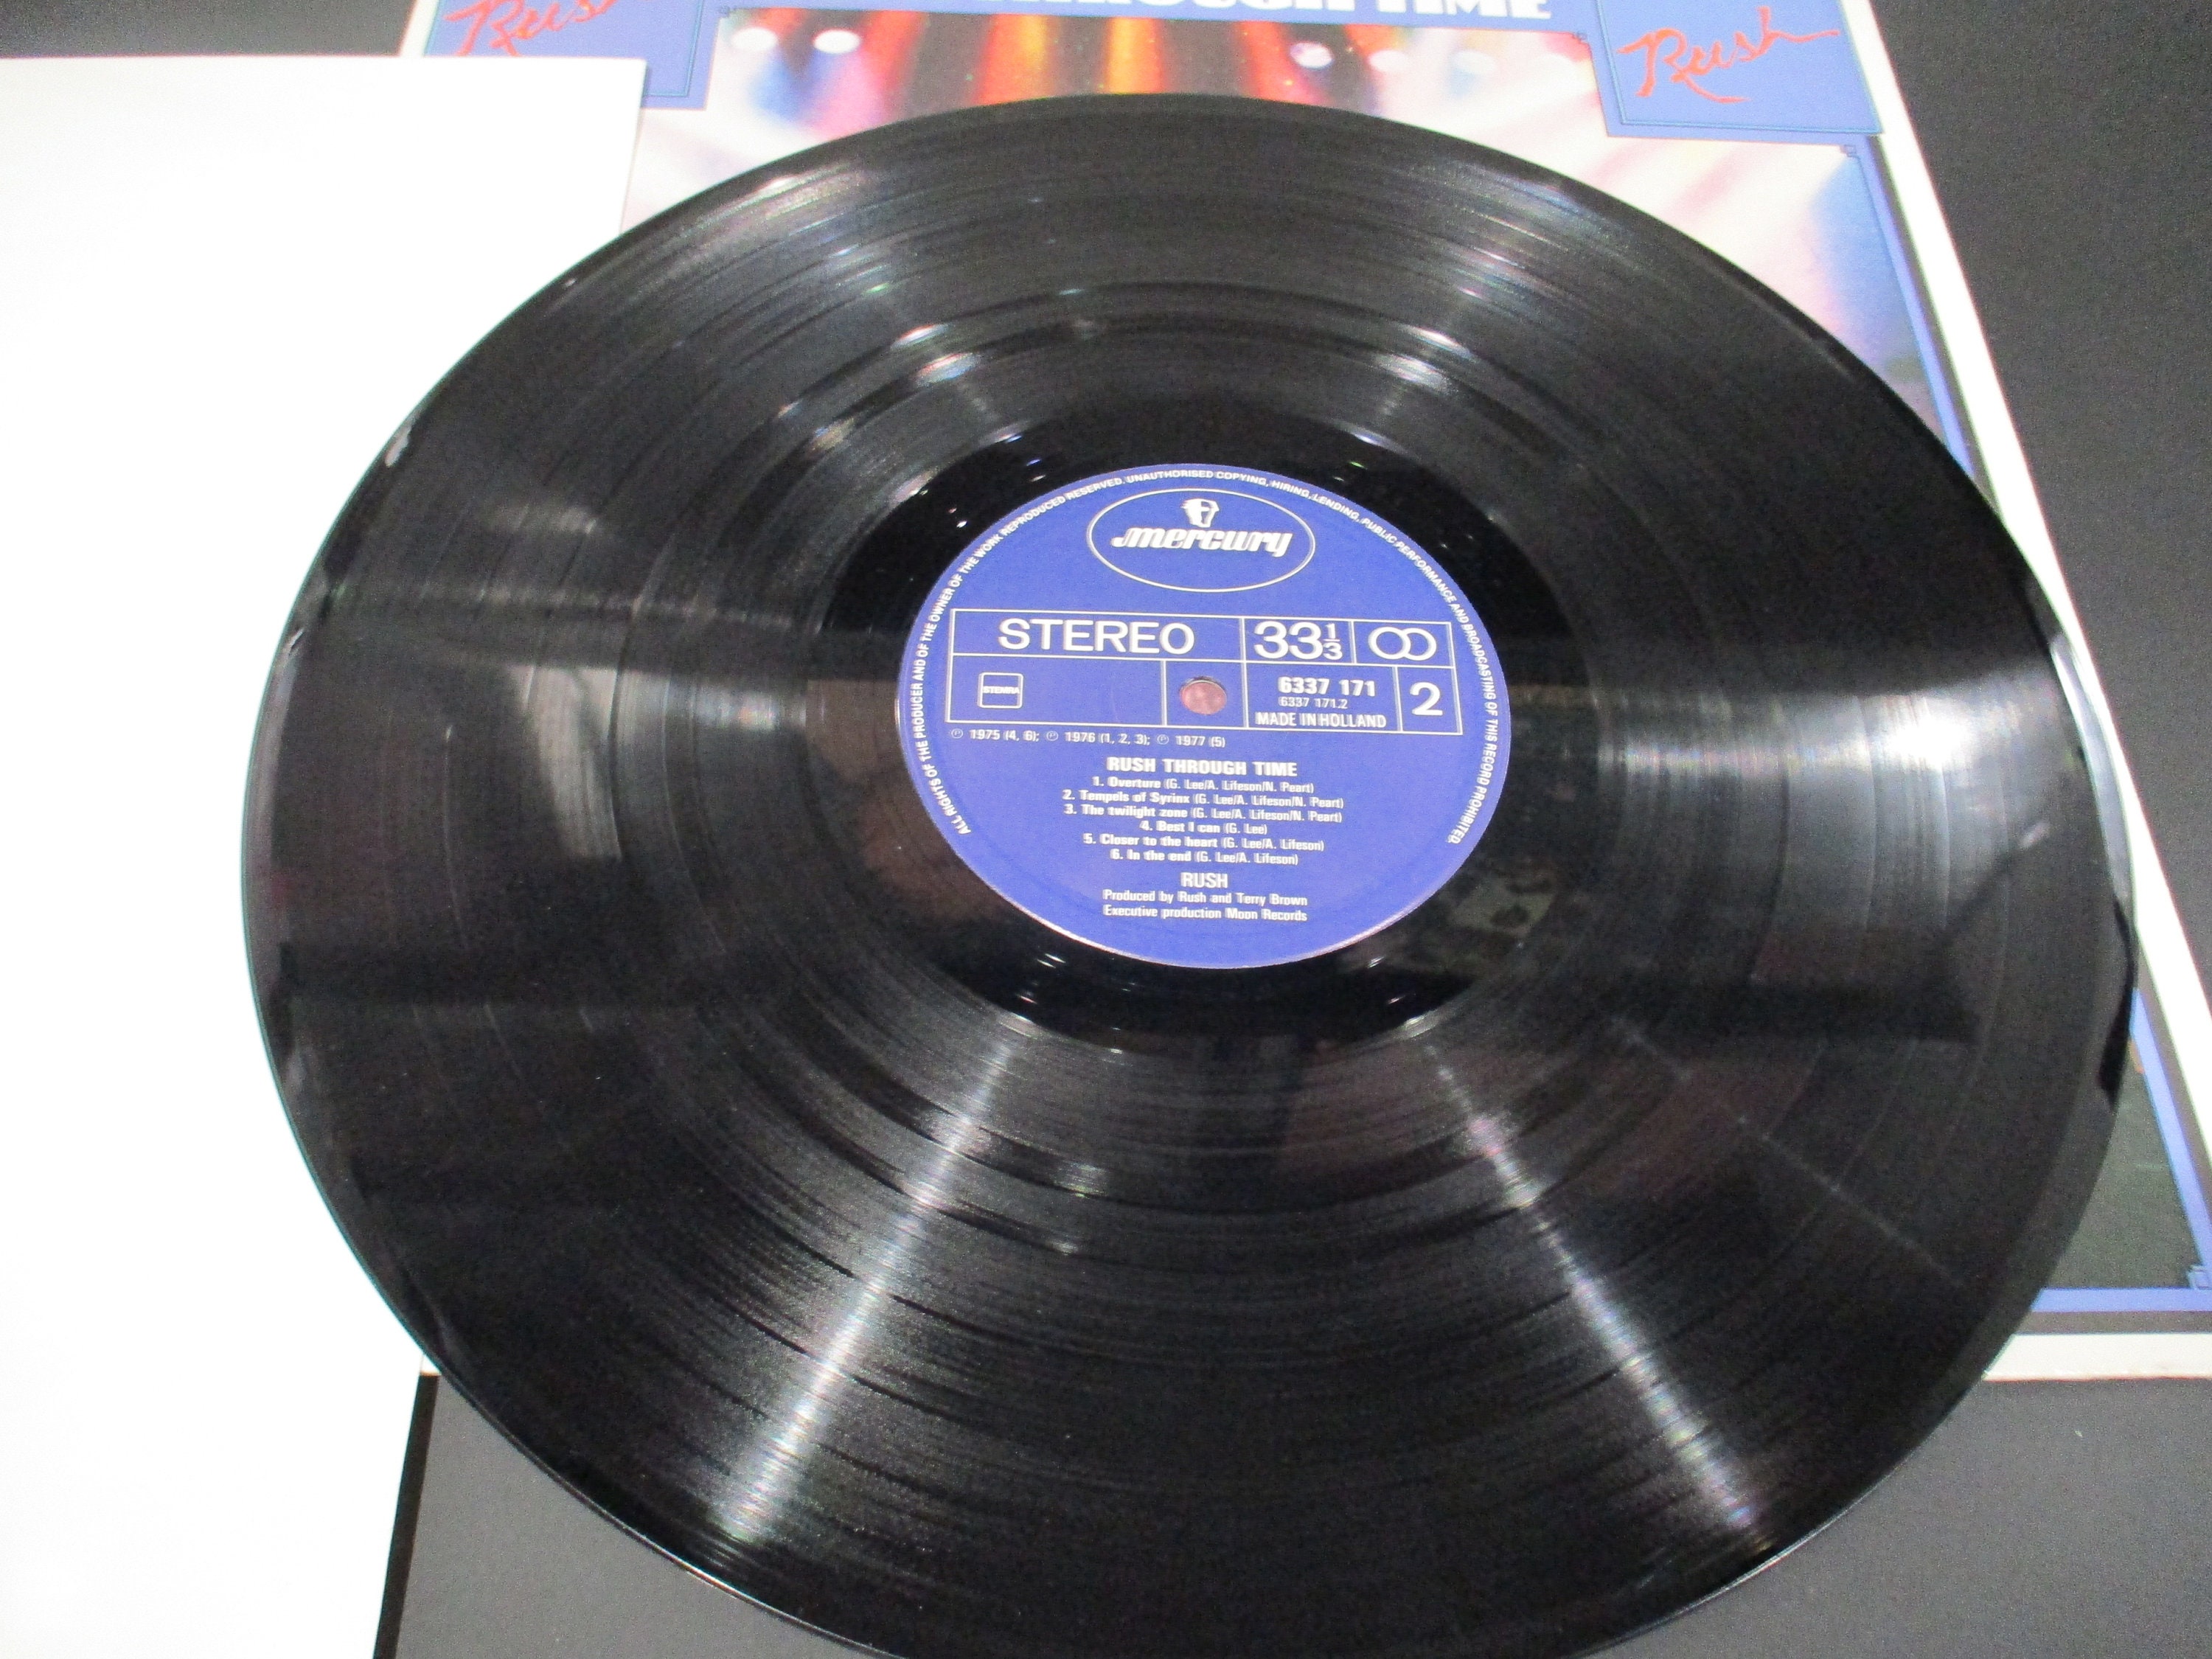 Rush
THROUGH TIME
Rush
ALL RIGHTS OF THE PRODUCER AND OF THE OWNER OF THE WORK REPRODUCED RESERVED. UNAUTHORISED COPYING, HIRING, LENDING, PUBLIC PERFORMANCE AND BROADCASTING OF THIS RECORD PROHIBITED.
mercury
STEREO 33 1/3
STEMRA
6337 171
6337 171.2
MADE IN HOLLAND
2
℗ 1975 (4, 6); ℗ 1976 (1, 2, 3); ℗ 1977 (5)
RUSH THROUGH TIME
1. Overture (G. Lee/A. Lifeson/N. Peart)
2. Tempels of Syrinx (G. Lee/A. Lifeson/N. Peart)
3. The twilight zone (G. Lee/A. Lifeson/N. Peart)
4. Best I can (G. Lee)
5. Closer to the heart (G. Lee/A. Lifeson)
6. In the end (G. Lee/A. Lifeson)
RUSH
Produced by Rush and Terry Brown
Executive production Moon Records